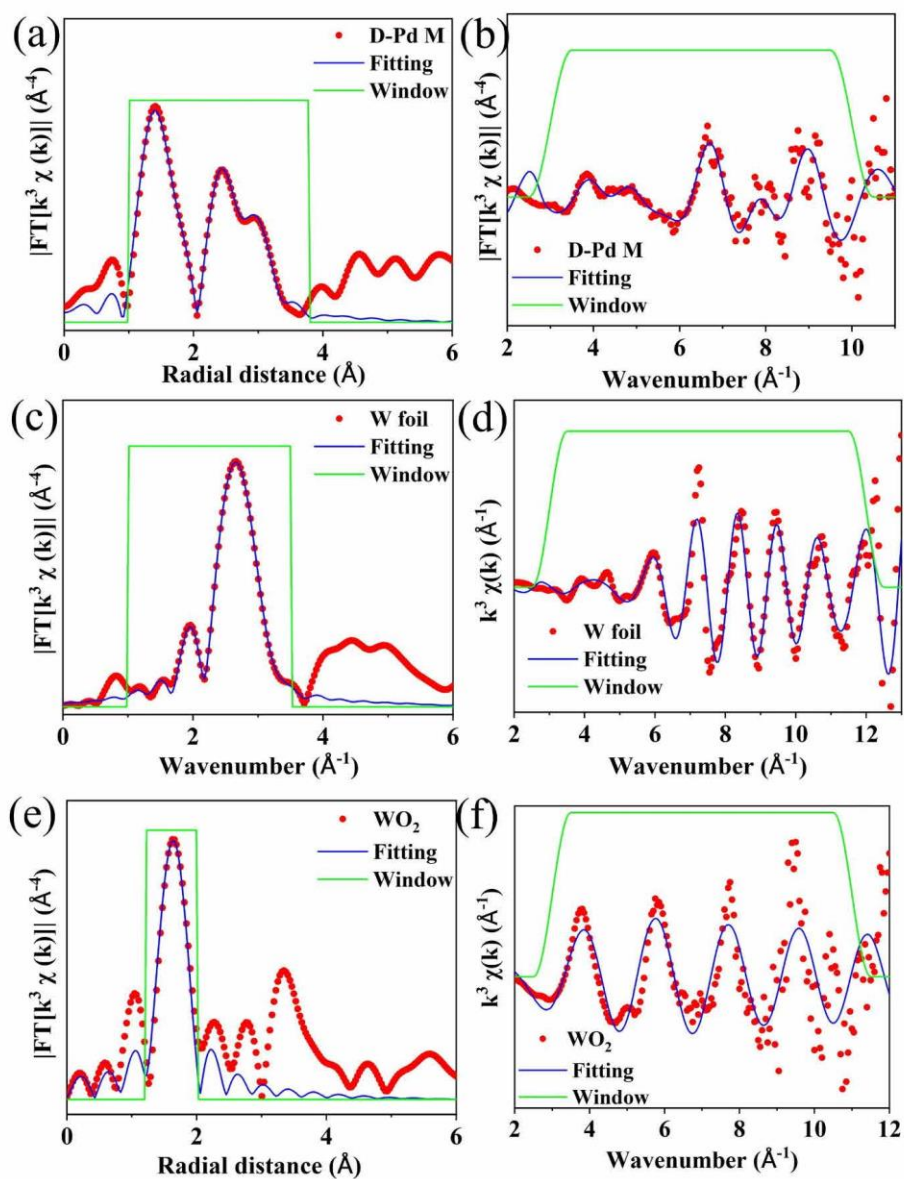 (a)
D-Pd M
Fitting
Window
|FT[k³ χ (k)]| (Å⁻⁴)
0 2 4 6
Radial distance (Å)
(b)
D-Pd M
Fitting
Window
|FT[k³ χ (k)]| (Å⁻⁴)
2 4 6 8 10
Wavenumber (Å⁻¹)
(c)
W foil
Fitting
Window
|FT[k³ χ (k)]| (Å⁻⁴)
0 2 4 6
Wavenumber (Å⁻¹)
(d)
W foil
Fitting
Window
k³ χ(k) (Å⁻¹)
2 4 6 8 10 12
Wavenumber (Å⁻¹)
(e)
WO₂
Fitting
Window
|FT[k³ χ (k)]| (Å⁻⁴)
0 2 4 6
Radial distance (Å)
(f)
WO₂
Fitting
Window
k³ χ(k) (Å⁻¹)
2 4 6 8 10 12
Wavenumber (Å⁻¹)